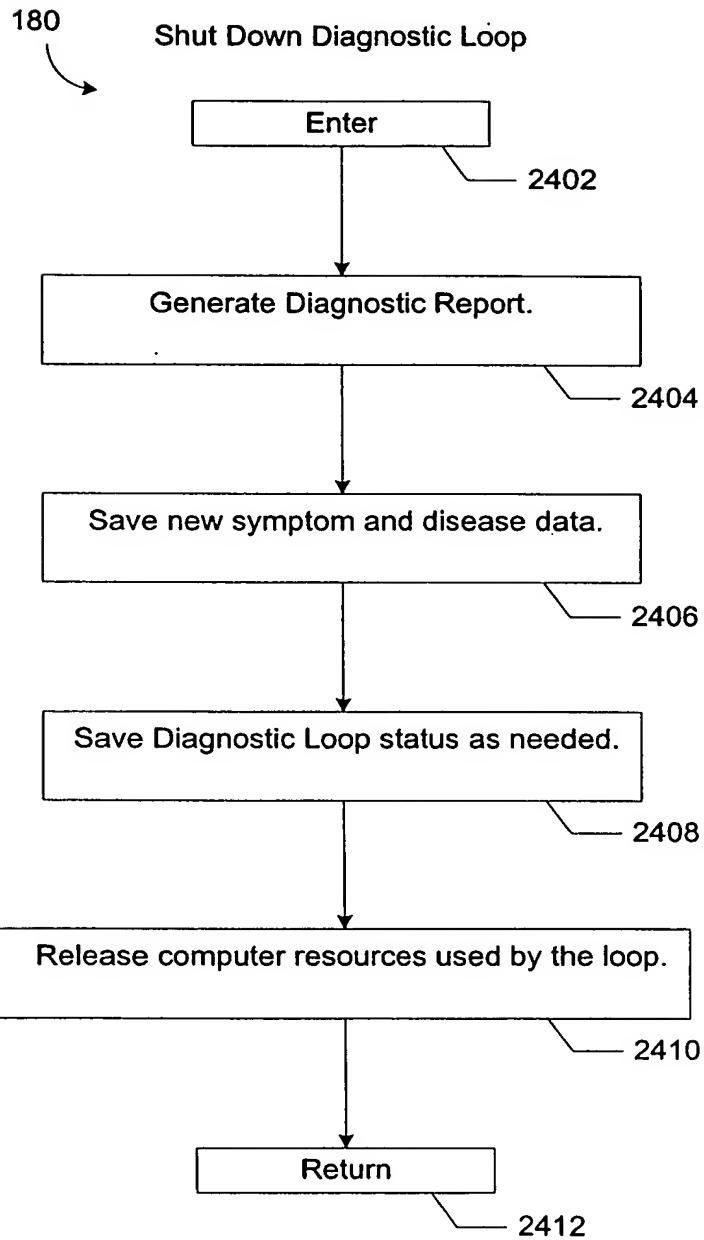 180
Shut Down Diagnostic Loop
Enter
2402
Generate Diagnostic Report.
2404
Save new symptom and disease data.
2406
Save Diagnostic Loop status as needed.
2408
Release computer resources used by the loop.
2410
Return
2412